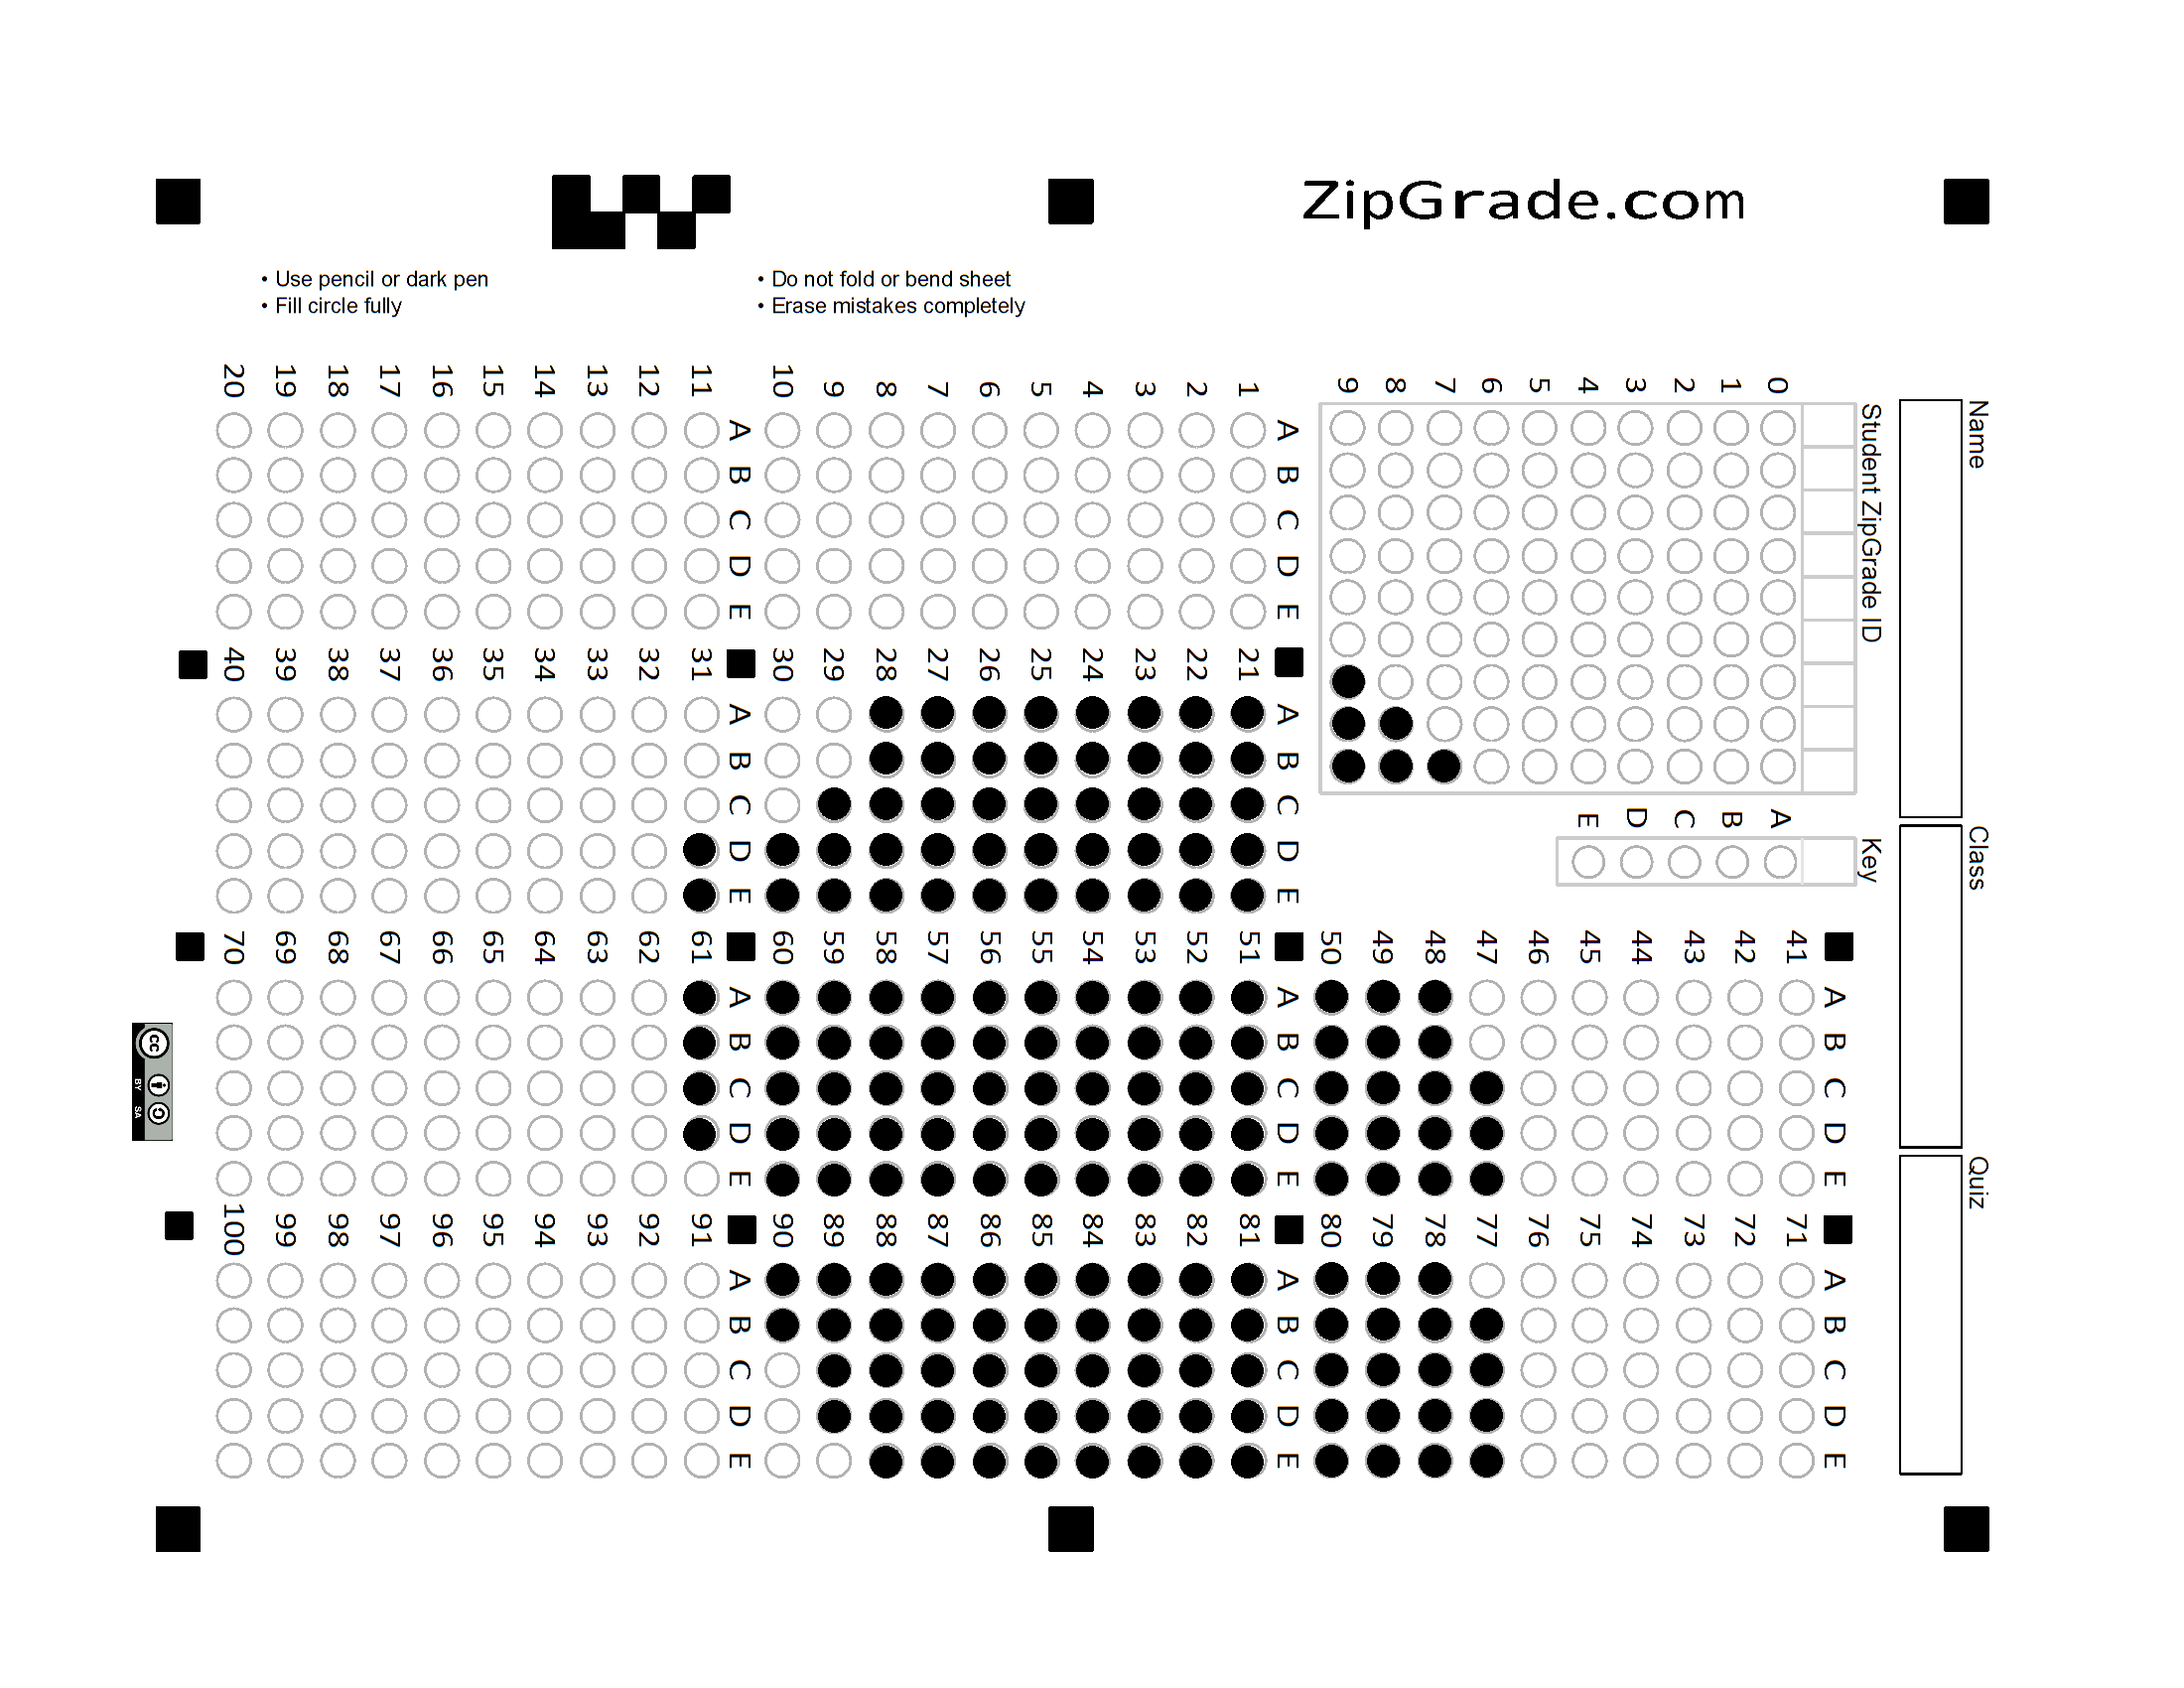 ZipGrade.com
• Use pencil or dark pen
• Fill circle fully
• Do not fold or bend sheet
• Erase mistakes completely
Name
Class
Quiz
Student ZipGrade ID
0 1 2 3 4 5 6 7 8 9
Key
A B C D E
1 2 3 4 5 6 7 8 9 10
A B C D E
11 12 13 14 15 16 17 18 19 20
A B C D E
21 22 23 24 25 26 27 28 29 30
A B C D E
31 32 33 34 35 36 37 38 39 40
A B C D E
41 42 43 44 45 46 47 48 49 50
A B C D E
51 52 53 54 55 56 57 58 59 60
A B C D E
61 62 63 64 65 66 67 68 69 70
A B C D E
71 72 73 74 75 76 77 78 79 80
A B C D E
81 82 83 84 85 86 87 88 89 90
A B C D E
91 92 93 94 95 96 97 98 99 100
A B C D E
cc
BY SA